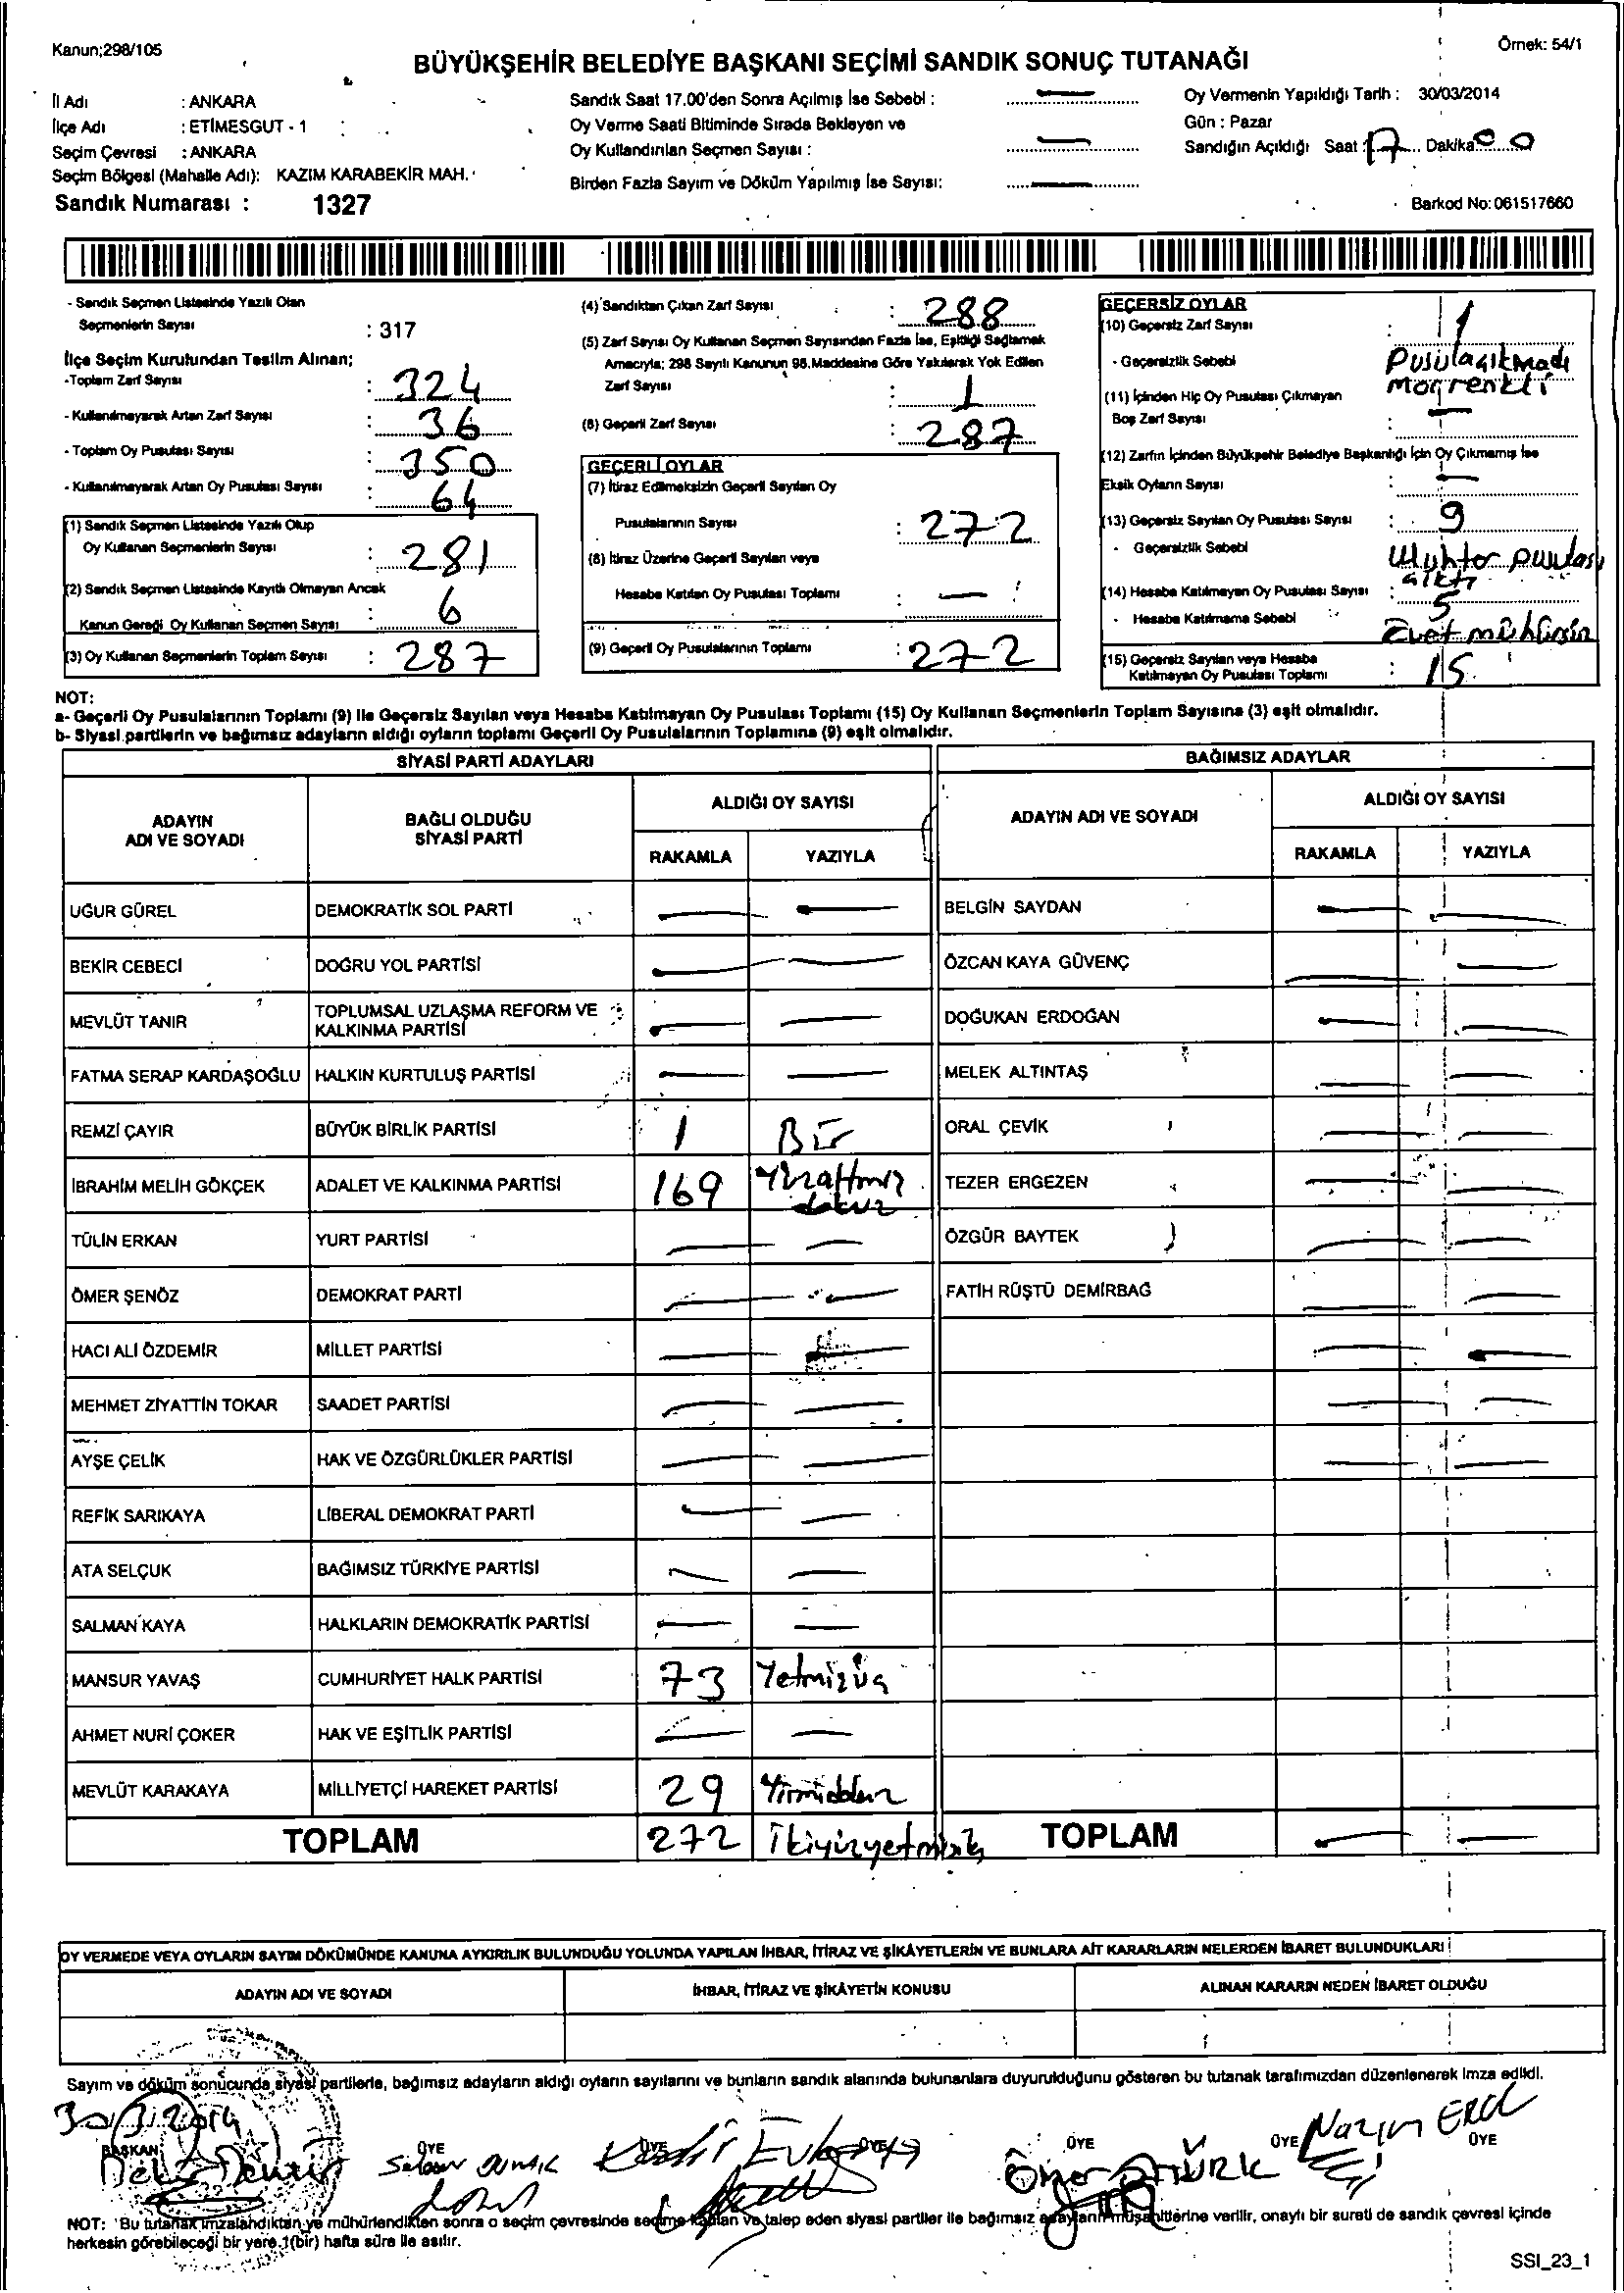 Kanun;298/105
Örnek: 54/1
BÜYÜKŞEHİR BELEDİYE BAŞKANI SEÇİMİ SANDIK SONUÇ TUTANAĞI
İl Adı : ANKARA
İlçe Adı : ETİMESGUT - 1
Seçim Çevresi : ANKARA
Seçim Bölgesi (Mahalle Adı): KAZIM KARABEKİR MAH.
Sandık Numarası : 1327
Sandık Saat 17.00'den Sonra Açılmış İse Sebebi : —
Oy Verme Saati Bitiminde Sırada Bekleyen ve
Oy Kullandırılan Seçmen Sayısı : —
Birden Fazla Sayım ve Döküm Yapılmış İse Sayısı: —
Oy Vermenin Yapıldığı Tarih : 30/03/2014
Gün : Pazar
Sandığın Açıldığı Saat : 17 Dakika 00
Barkod No: 061517660
- Sandık Seçmen Listesinde Yazılı Olan
Seçmenlerin Sayısı : 317
İlçe Seçim Kurulundan Teslim Alınan;
-Toplam Zarf Sayısı : 324
- Kullanılmayarak Artan Zarf Sayısı : 36
- Toplam Oy Pusulası Sayısı : 350
- Kullanılmayarak Artan Oy Pusulası Sayısı : 64
(1) Sandık Seçmen Listesinde Yazılı Olup
Oy Kullanan Seçmenlerin Sayısı : 281
(2) Sandık Seçmen Listesinde Kayıtlı Olmayan Ancak
Kanun Gereği Oy Kullanan Seçmen Sayısı : 6
(3) Oy Kullanan Seçmenlerin Toplam Sayısı : 287
(4) Sandıktan Çıkan Zarf Sayısı : 288
(5) Zarf Sayısı Oy Kullanan Seçmen Sayısından Fazla İse, Eşitliği Sağlamak
Amacıyla; 298 Sayılı Kanunun 98.Maddesine Göre Yakılarak Yok Edilen
Zarf Sayısı : 1
(6) Geçerli Zarf Sayısı : 287
GEÇERLİ OYLAR
(7) İtiraz Edilmeksizin Geçerli Sayılan Oy
Pusulalarının Sayısı : 272
(8) İtiraz Üzerine Geçerli Sayılan veya
Hesaba Katılan Oy Pusulası Toplamı : —
(9) Geçerli Oy Pusulalarının Toplamı : 272
GEÇERSİZ OYLAR
(10) Geçersiz Zarf Sayısı : 1
- Geçersizlik Sebebi Pusula çıkmadı
mor renkli
(11) İçinden Hiç Oy Pusulası Çıkmayan
Boş Zarf Sayısı : —
(12) Zarfın İçinden Büyükşehir Belediye Başkanlığı İçin Oy Çıkmamış İse
Eksik Oyların Sayısı : —
(13) Geçersiz Sayılan Oy Pusulası Sayısı : 9
- Geçersizlik Sebebi Muhtar pusulası
çıktı
(14) Hesaba Katılmayan Oy Pusulası Sayısı : 5
- Hesaba Katılmama Sebebi : Evet mühürsüz
(15) Geçersiz Sayılan veya Hesaba
Katılmayan Oy Pusulası Toplamı : 15
NOT:
a- Geçerli Oy Pusulalarının Toplamı (9) ile Geçersiz Sayılan veya Hesaba Katılmayan Oy Pusulası Toplamı (15) Oy Kullanan Seçmenlerin Toplam Sayısına (3) eşit olmalıdır.
b- Siyasi partilerin ve bağımsız adayların aldığı oyların toplamı Geçerli Oy Pusulalarının Toplamına (9) eşit olmalıdır.
SİYASİ PARTİ ADAYLARI
ADAYIN
ADI VE SOYADI
BAĞLI OLDUĞU
SİYASİ PARTİ
ALDIĞI OY SAYISI
RAKAMLA YAZIYLA
UĞUR GÜREL DEMOKRATİK SOL PARTİ — —
BEKİR CEBECİ DOĞRU YOL PARTİSİ — —
MEVLÜT TANIR TOPLUMSAL UZLAŞMA REFORM VE
KALKINMA PARTİSİ — —
FATMA SERAP KARDAŞOĞLU HALKIN KURTULUŞ PARTİSİ — —
REMZİ ÇAYIR BÜYÜK BİRLİK PARTİSİ 1 Bir
İBRAHİM MELİH GÖKÇEK ADALET VE KALKINMA PARTİSİ 169 Yüzaltmış
dokuz
TÜLİN ERKAN YURT PARTİSİ — —
ÖMER ŞENÖZ DEMOKRAT PARTİ — —
HACI ALİ ÖZDEMİR MİLLET PARTİSİ — —
MEHMET ZİYATTİN TOKAR SAADET PARTİSİ — —
AYŞE ÇELİK HAK VE ÖZGÜRLÜKLER PARTİSİ — —
REFİK SARIKAYA LİBERAL DEMOKRAT PARTİ — —
ATA SELÇUK BAĞIMSIZ TÜRKİYE PARTİSİ — —
SALMAN KAYA HALKLARIN DEMOKRATİK PARTİSİ — —
MANSUR YAVAŞ CUMHURİYET HALK PARTİSİ 73 Yetmişüç
AHMET NURİ ÇOKER HAK VE EŞİTLİK PARTİSİ — —
MEVLÜT KARAKAYA MİLLİYETÇİ HAREKET PARTİSİ 29 Yirmidokuz
TOPLAM 272 İkiyüzyetmişiki
BAĞIMSIZ ADAYLAR
ADAYIN ADI VE SOYADI
ALDIĞI OY SAYISI
RAKAMLA YAZIYLA
BELGİN SAYDAN — —
ÖZCAN KAYA GÜVENÇ — —
DOĞUKAN ERDOĞAN — —
MELEK ALTINTAŞ — —
ORAL ÇEVİK — —
TEZER ERGEZEN — —
ÖZGÜR BAYTEK — —
FATİH RÜŞTÜ DEMİRBAĞ — —
TOPLAM — —
OY VERMEDE VEYA OYLARIN SAYIM DÖKÜMÜNDE KANUNA AYKIRILIK BULUNDUĞU YOLUNDA YAPILAN İHBAR, İTİRAZ VE ŞİKÂYETLERİN VE BUNLARA AİT KARARLARIN NELERDEN İBARET BULUNDUKLARI
ADAYIN ADI VE SOYADI İHBAR, İTİRAZ VE ŞİKÂYETİN KONUSU ALINAN KARARIN NEDEN İBARET OLDUĞU
Sayım ve döküm sonucunda siyasi partilerle, bağımsız adayların aldığı oyların sayılarını ve bunların sandık alanında bulunanlara duyurulduğunu gösteren bu tutanak tarafımızdan düzenlenerek imza edildi.
30/3/2014
BAŞKAN ÜYE ÜYE ÜYE ÜYE ÜYE ÜYE
Ömer ÖZTÜRK
NOT: Bu tutanak imzalandıktan ve mühürlendikten sonra o seçim çevresinde seçime katılan ve talep eden siyasi partiler ile bağımsız adayların müşahitlerine verilir, onaylı bir sureti de sandık çevresi içinde
herkesin görebileceği bir yere 1(bir) hafta süre ile asılır.
SSI_23_1